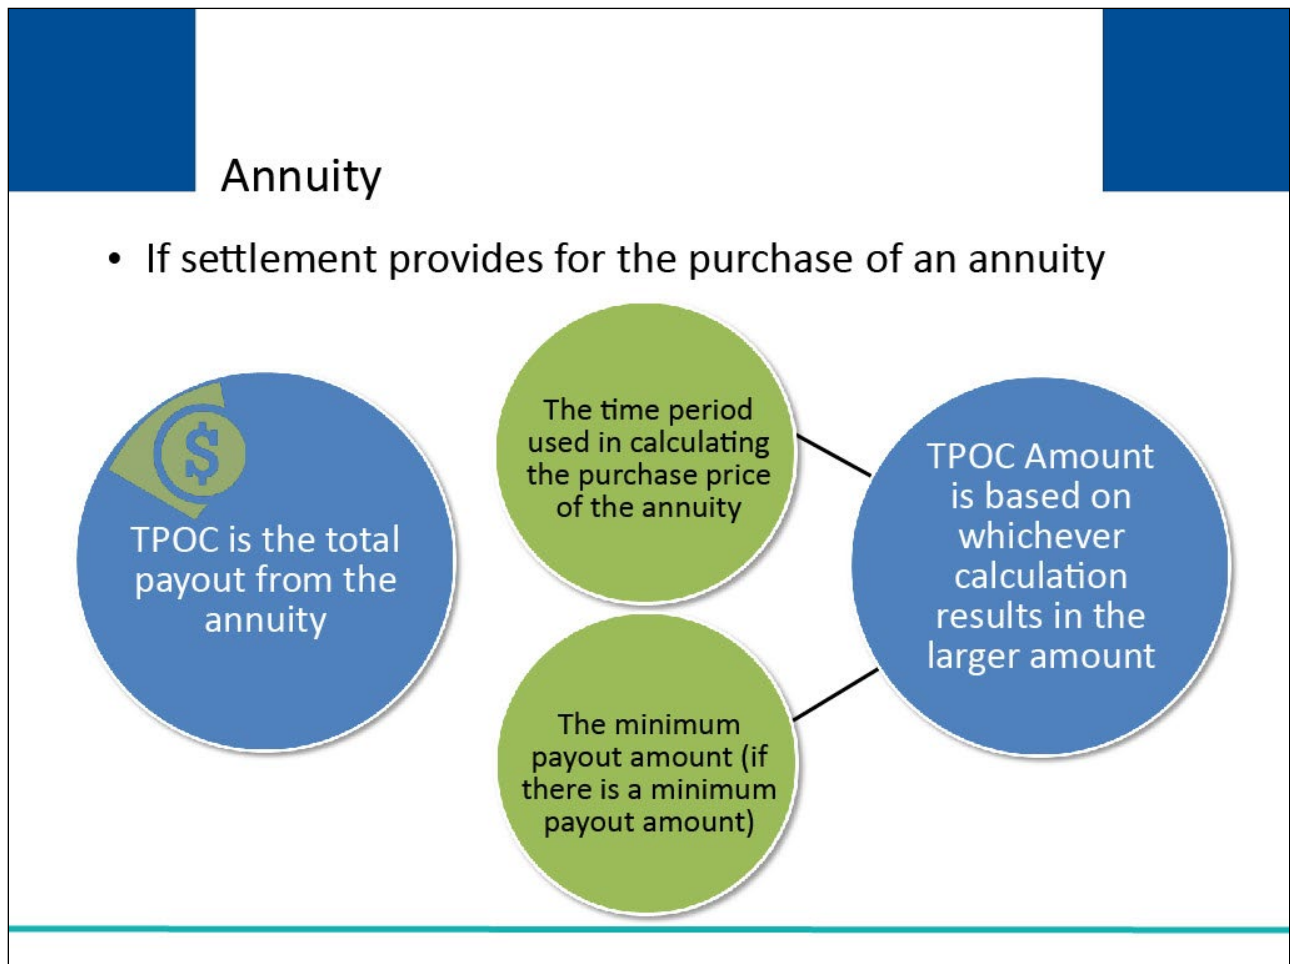 Annuity
• If settlement provides for the purchase of an annuity
$
TPOC is the total
payout from the
annuity
The time period
used in calculating
the purchase price
of the annuity
The minimum
payout amount (if
there is a minimum
payout amount)
TPOC Amount
is based on
whichever
calculation
results in the
larger amount